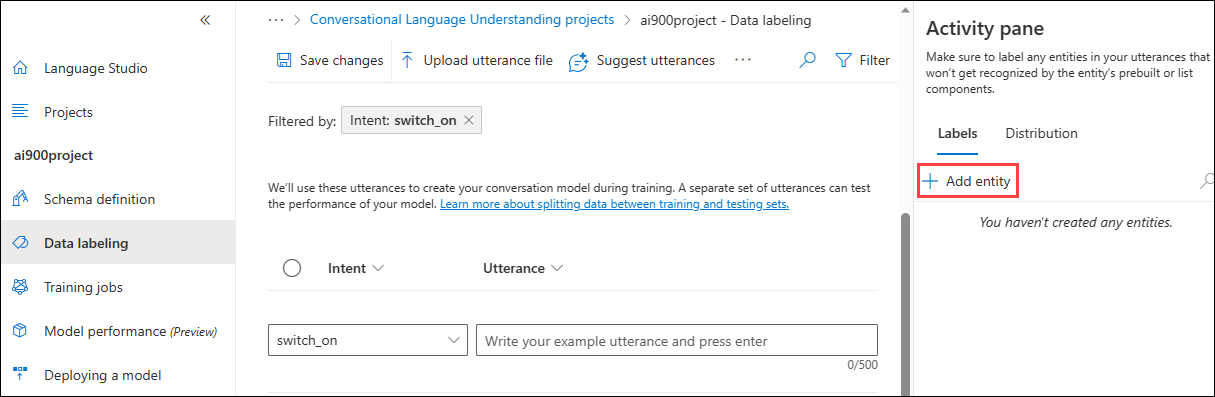 Language Studio
Projects
ai900project
Schema definition
Data labeling
Training jobs
Model performance (Preview)
Deploying a model
··· > Conversational Language Understanding projects > ai900project - Data labeling
Save changes Upload utterance file Suggest utterances ··· Filter
Filtered by: Intent: switch_on ×
We'll use these utterances to create your conversation model during training. A separate set of utterances can test
the performance of your model. Learn more about splitting data between training and testing sets.
Intent Utterance
switch_on Write your example utterance and press enter
0/500
Activity pane
Make sure to label any entities in your utterances that
won't get recognized by the entity's prebuilt or list
components.
Labels Distribution
+ Add entity
You haven't created any entities.